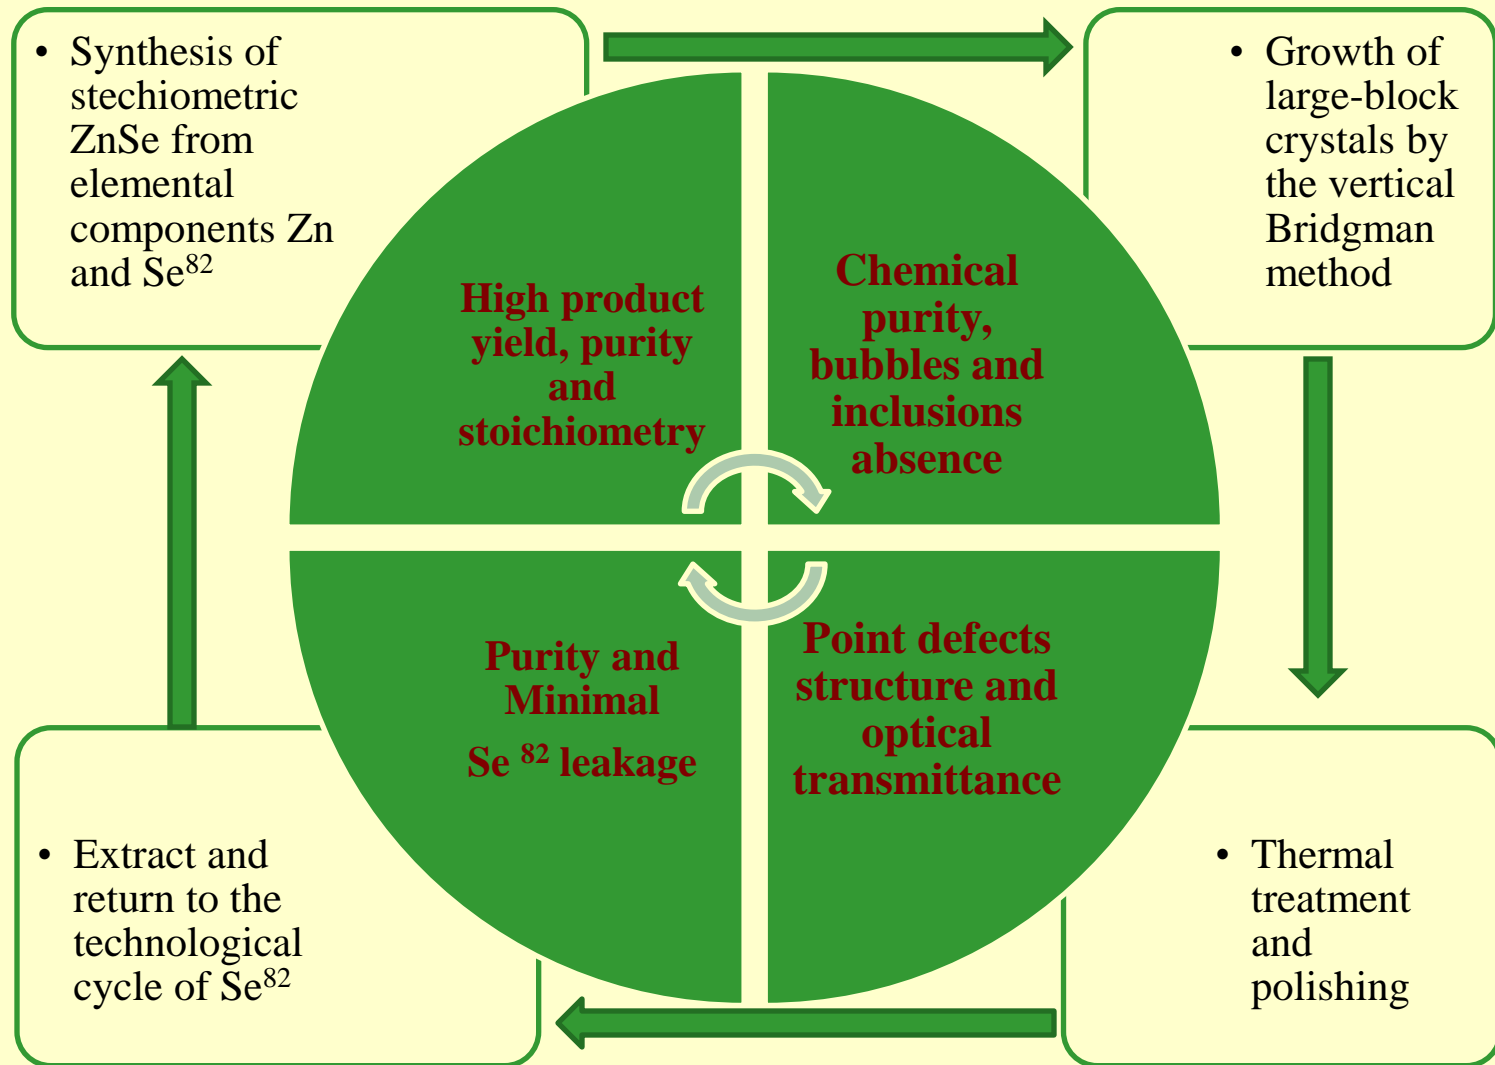 • Synthesis of
stechiometric
ZnSe from
elemental
components Zn
and Se⁸²
• Growth of
large-block
crystals by
the vertical
Bridgman
method
High product
yield, purity
and
stoichiometry
Chemical
purity,
bubbles and
inclusions
absence
Purity and
Minimal
Se ⁸² leakage
Point defects
structure and
optical
transmittance
• Extract and
return to the
technological
cycle of Se⁸²
• Thermal
treatment
and
polishing